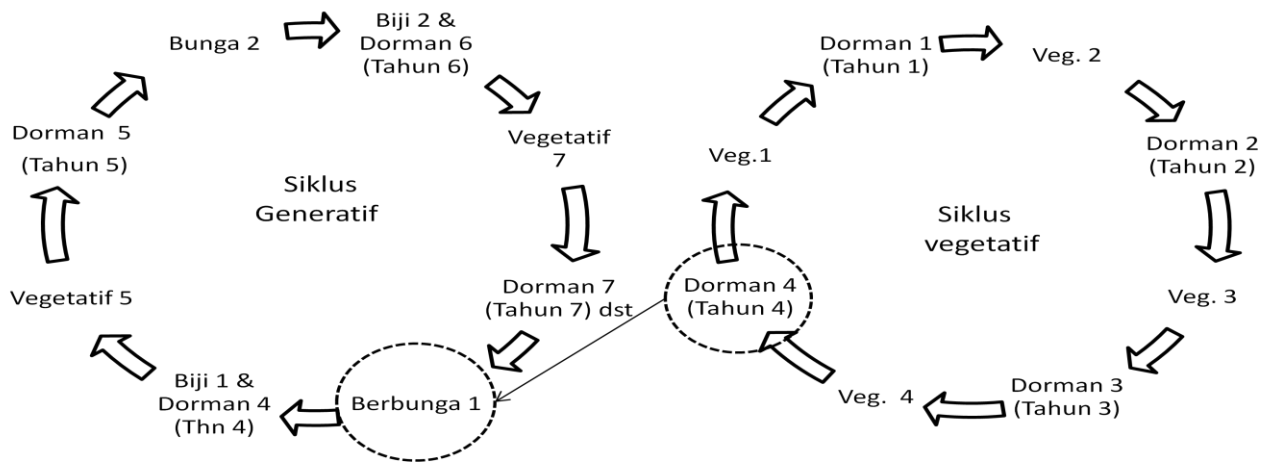 Bunga 2
Biji 2 &
Dorman 6
(Tahun 6)
Vegetatif
7
Dorman 7
(Tahun 7) dst
Berbunga 1
Biji 1 &
Dorman 4
(Thn 4)
Vegetatif 5
Dorman 5
(Tahun 5)
Siklus
Generatif
Dorman 1
(Tahun 1)
Veg. 2
Dorman 2
(Tahun 2)
Veg. 3
Dorman 3
(Tahun 3)
Veg. 4
Dorman 4
(Tahun 4)
Veg.1
Siklus
vegetatif